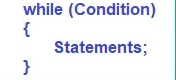 while (Condition)
{
Statements;
}